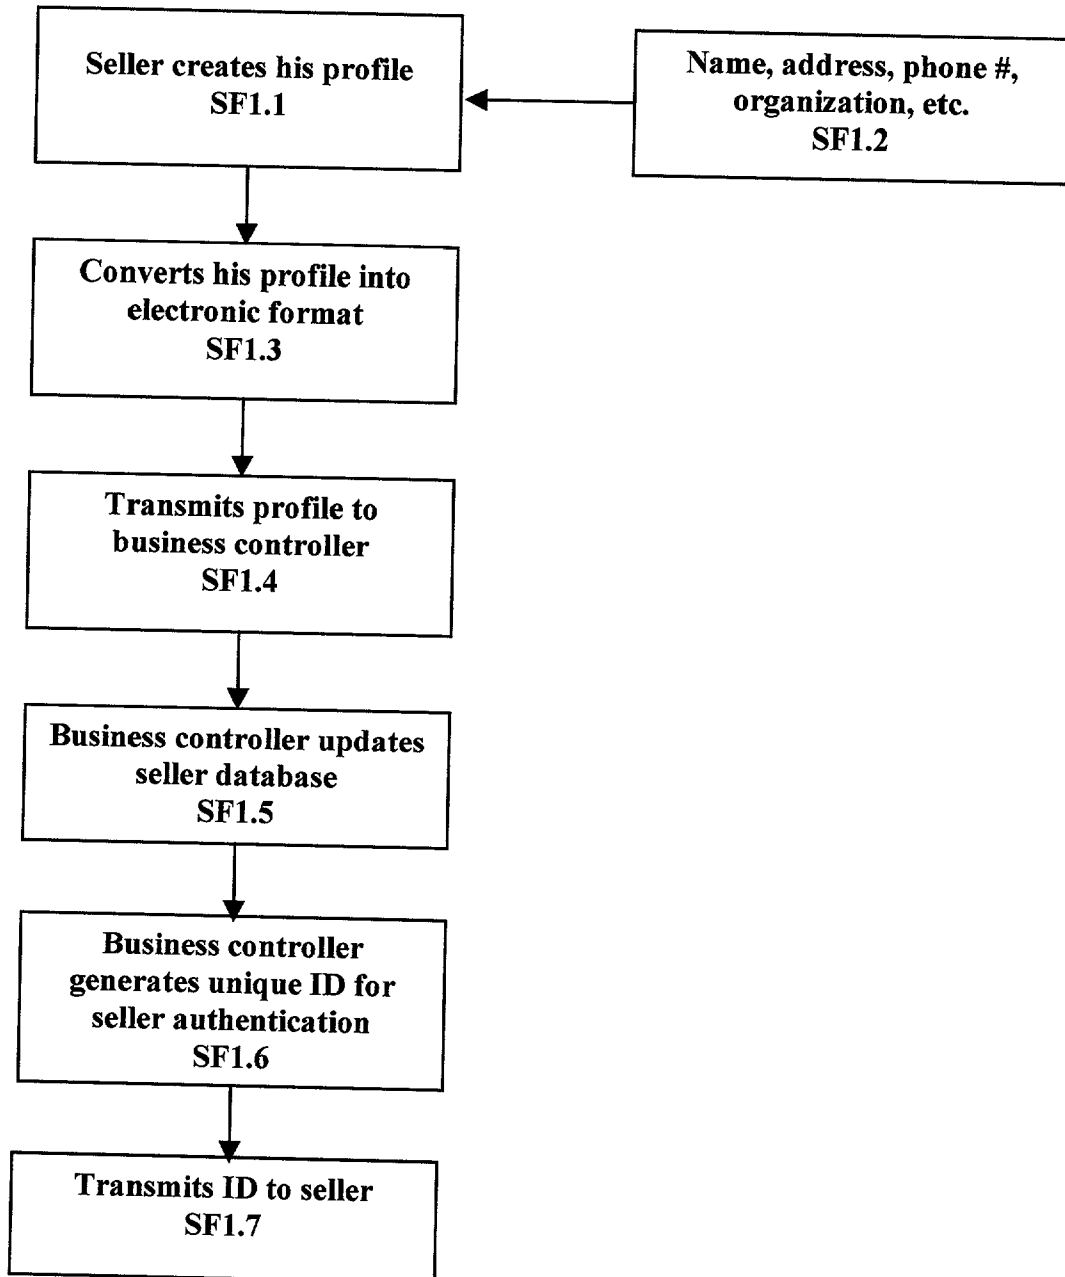 Seller creates his profile
SF1.1
Name, address, phone #,
organization, etc.
SF1.2
Converts his profile into
electronic format
SF1.3
Transmits profile to
business controller
SF1.4
Business controller updates
seller database
SF1.5
Business controller
generates unique ID for
seller authentication
SF1.6
Transmits ID to seller
SF1.7